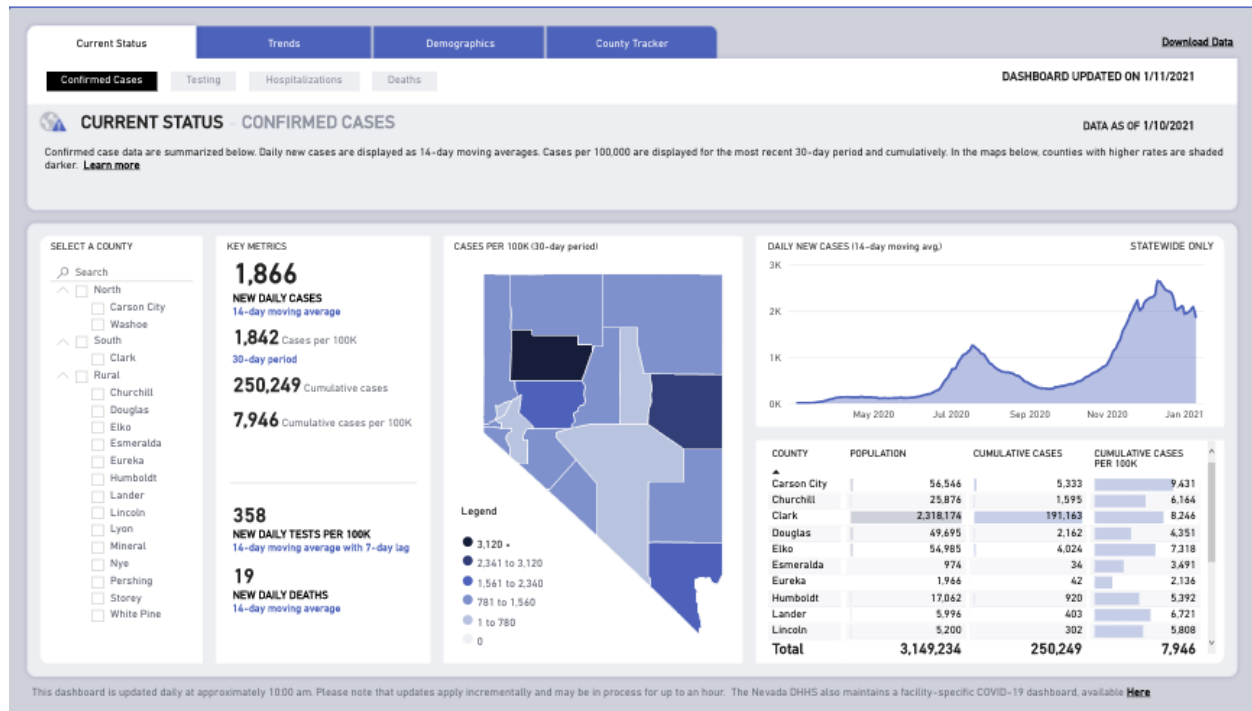 Current Status
Trends
Demographics
County Tracker
Download Data
Confirmed Cases
Testing
Hospitalizations
Deaths
DASHBOARD UPDATED ON 1/11/2021
CURRENT STATUS - CONFIRMED CASES
DATA AS OF 1/10/2021
Confirmed case data are summarized below. Daily new cases are displayed as 14-day moving averages. Cases per 100,000 are displayed for the most recent 30-day period and cumulatively. In the maps below, counties with higher rates are shaded
darker. Learn more
SELECT A COUNTY
Search
North
Carson City
Washoe
South
Clark
Rural
Churchill
Douglas
Elko
Esmeralda
Eureka
Humboldt
Lander
Lincoln
Lyon
Mineral
Nye
Pershing
Storey
White Pine
KEY METRICS
1,866
NEW DAILY CASES
14-day moving average
1,842 Cases per 100K
30-day period
250,249 Cumulative cases
7,946 Cumulative cases per 100K
358
NEW DAILY TESTS PER 100K
14-day moving average with 7-day lag
19
NEW DAILY DEATHS
14-day moving average
CASES PER 100K (30-day period)
Legend
3,120 +
2,341 to 3,120
1,561 to 2,340
781 to 1,560
1 to 780
0
DAILY NEW CASES (14-day moving avg.)
STATEWIDE ONLY
3K
2K
1K
0K
May 2020 Jul 2020 Sep 2020 Nov 2020 Jan 2021
COUNTY POPULATION CUMULATIVE CASES CUMULATIVE CASES
PER 100K
Carson City 56,546 5,333 9,431
Churchill 25,876 1,595 6,164
Clark 2,318,174 191,163 8,246
Douglas 49,695 2,162 4,351
Elko 54,985 4,024 7,318
Esmeralda 974 34 3,491
Eureka 1,966 42 2,136
Humboldt 17,062 920 5,392
Lander 5,996 403 6,721
Lincoln 5,200 302 5,808
Total 3,149,234 250,249 7,946
This dashboard is updated daily at approximately 10:00 am. Please note that updates apply incrementally and may be in process for up to an hour. The Nevada DHHS also maintains a facility-specific COVID-19 dashboard, available Here